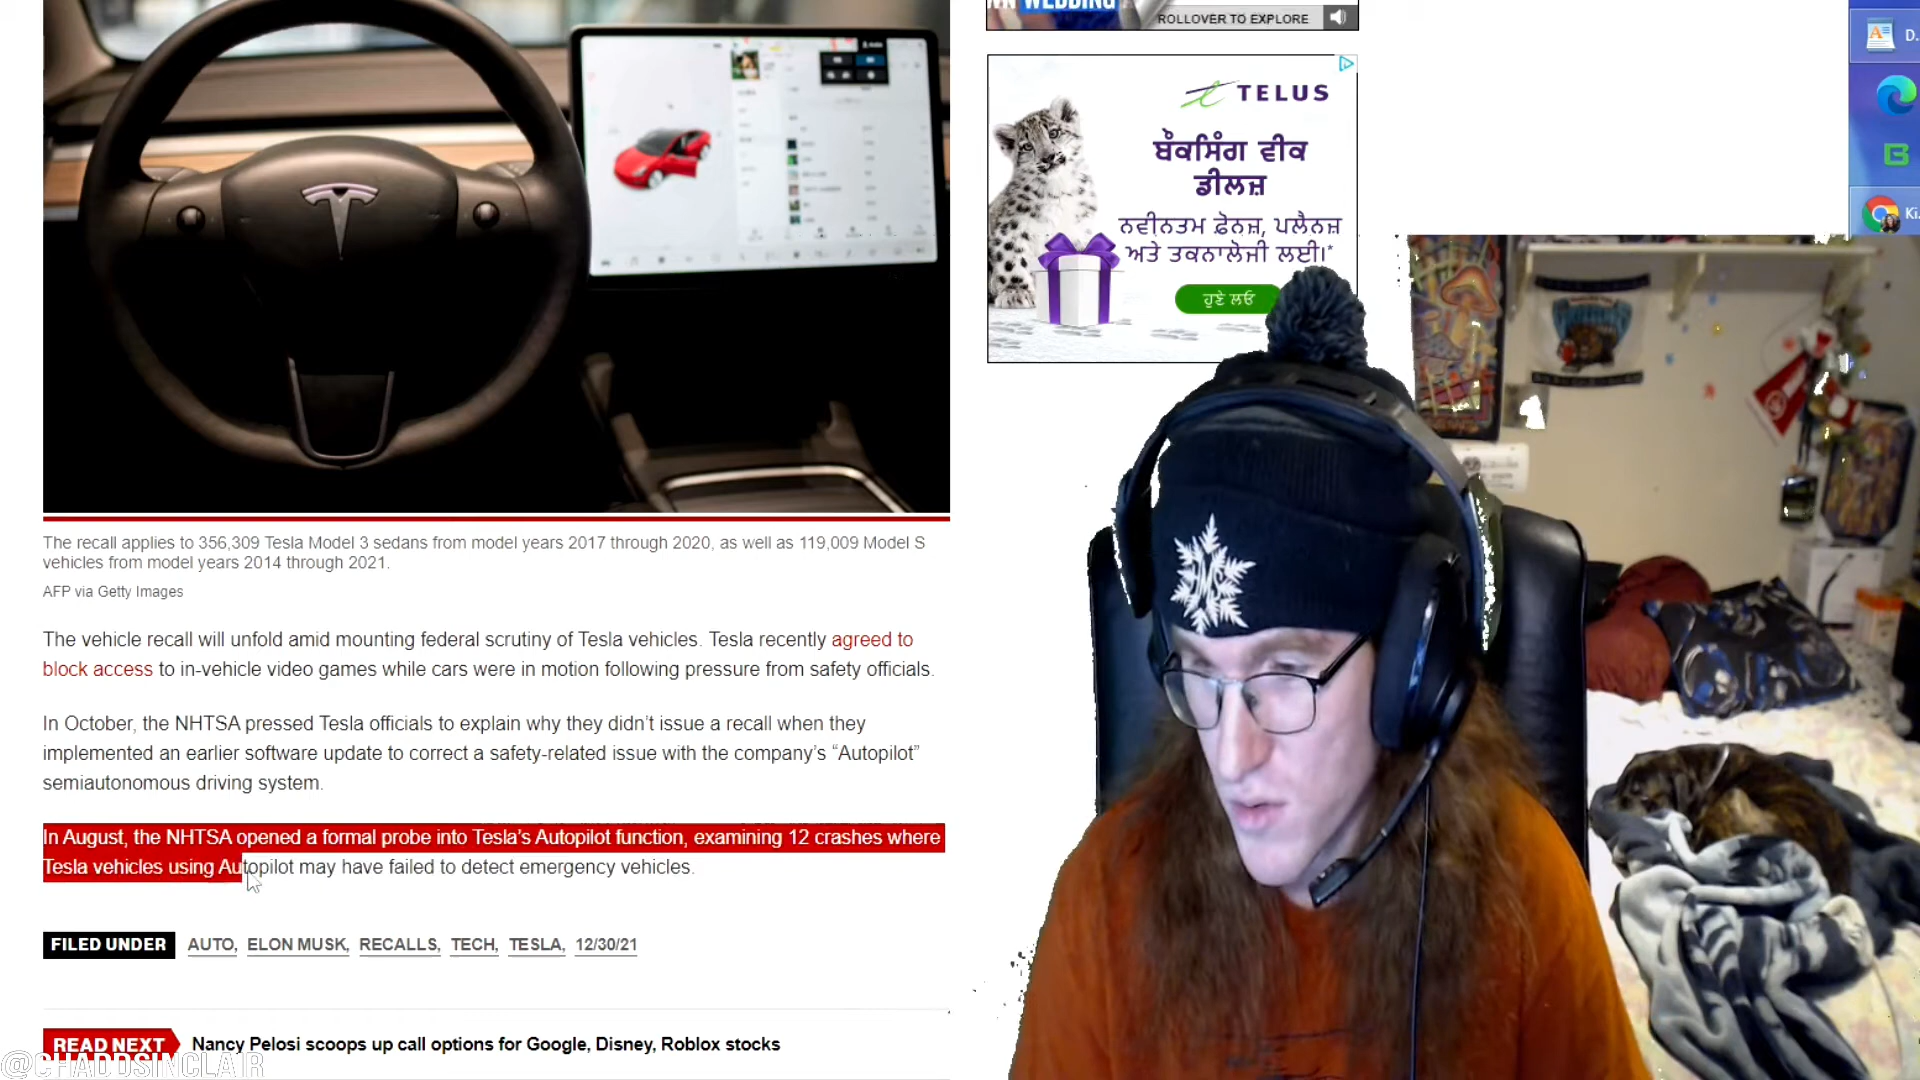 WN WEDDING
ROLLOVER TO EXPLORE
TELUS
ਬੌਕਸਿੰਗ ਵੀਕ
ਡੀਲਜ਼
ਨਵੀਨਤਮ ਫ਼ੋਨਜ਼, ਪਲੈਨਜ਼
ਅਤੇ ਤਕਨਾਲੋਜੀ ਲਈ।*
ਹੁਣੇ ਲਓ
D.
Ki.
The recall applies to 356,309 Tesla Model 3 sedans from model years 2017 through 2020, as well as 119,009 Model S
vehicles from model years 2014 through 2021.
AFP via Getty Images
The vehicle recall will unfold amid mounting federal scrutiny of Tesla vehicles. Tesla recently agreed to
block access to in-vehicle video games while cars were in motion following pressure from safety officials.
In October, the NHTSA pressed Tesla officials to explain why they didn’t issue a recall when they
implemented an earlier software update to correct a safety-related issue with the company’s “Autopilot”
semiautonomous driving system.
In August, the NHTSA opened a formal probe into Tesla’s Autopilot function, examining 12 crashes where
Tesla vehicles using Autopilot may have failed to detect emergency vehicles.
FILED UNDER AUTO, ELON MUSK, RECALLS, TECH, TESLA, 12/30/21
READ NEXT Nancy Pelosi scoops up call options for Google, Disney, Roblox stocks
@CHADDSINCLAIR